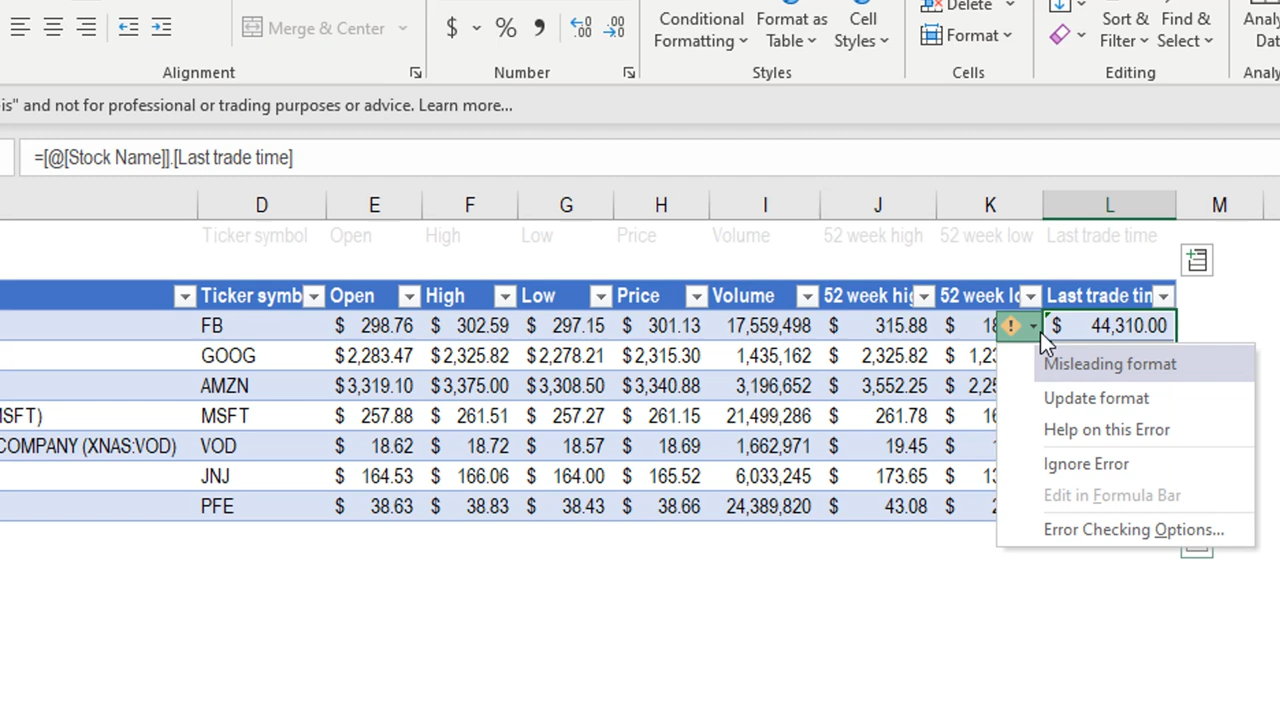 Merge & Center
$ % 9
Conditional Formatting
Format as Table
Cell Styles
Delete
Format
Sort & Filter
Find & Select
Alignment
Number
Styles
Cells
Editing
is" and not for professional or trading purposes or advice. Learn more...
=[@[Stock Name]].[Last trade time]
D E F G H I J K L M
Ticker symbol Open High Low Price Volume 52 week high 52 week low Last trade time
Ticker symb Open High Low Price Volume 52 week hig 52 week lo Last trade tin
FB $ 298.76 $ 302.59 $ 297.15 $ 301.13 17,559,498 $ 315.88 $ 18 $ 44,310.00
GOOG $2,283.47 $2,325.82 $2,278.21 $2,315.30 1,435,162 $ 2,325.82 $ 1,23
AMZN $3,319.10 $3,375.00 $3,308.50 $3,340.88 3,196,652 $ 3,552.25 $ 2,25
MSFT) MSFT $ 257.88 $ 261.51 $ 257.27 $ 261.15 21,499,286 $ 261.78 $ 16
COMPANY (XNAS:VOD) VOD $ 18.62 $ 18.72 $ 18.57 $ 18.69 1,662,971 $ 19.45 $
JNJ $ 164.53 $ 166.06 $ 164.00 $ 165.52 6,033,245 $ 173.65 $ 13
PFE $ 38.63 $ 38.83 $ 38.43 $ 38.66 24,389,820 $ 43.08 $ 2
Misleading format
Update format
Help on this Error
Ignore Error
Edit in Formula Bar
Error Checking Options...